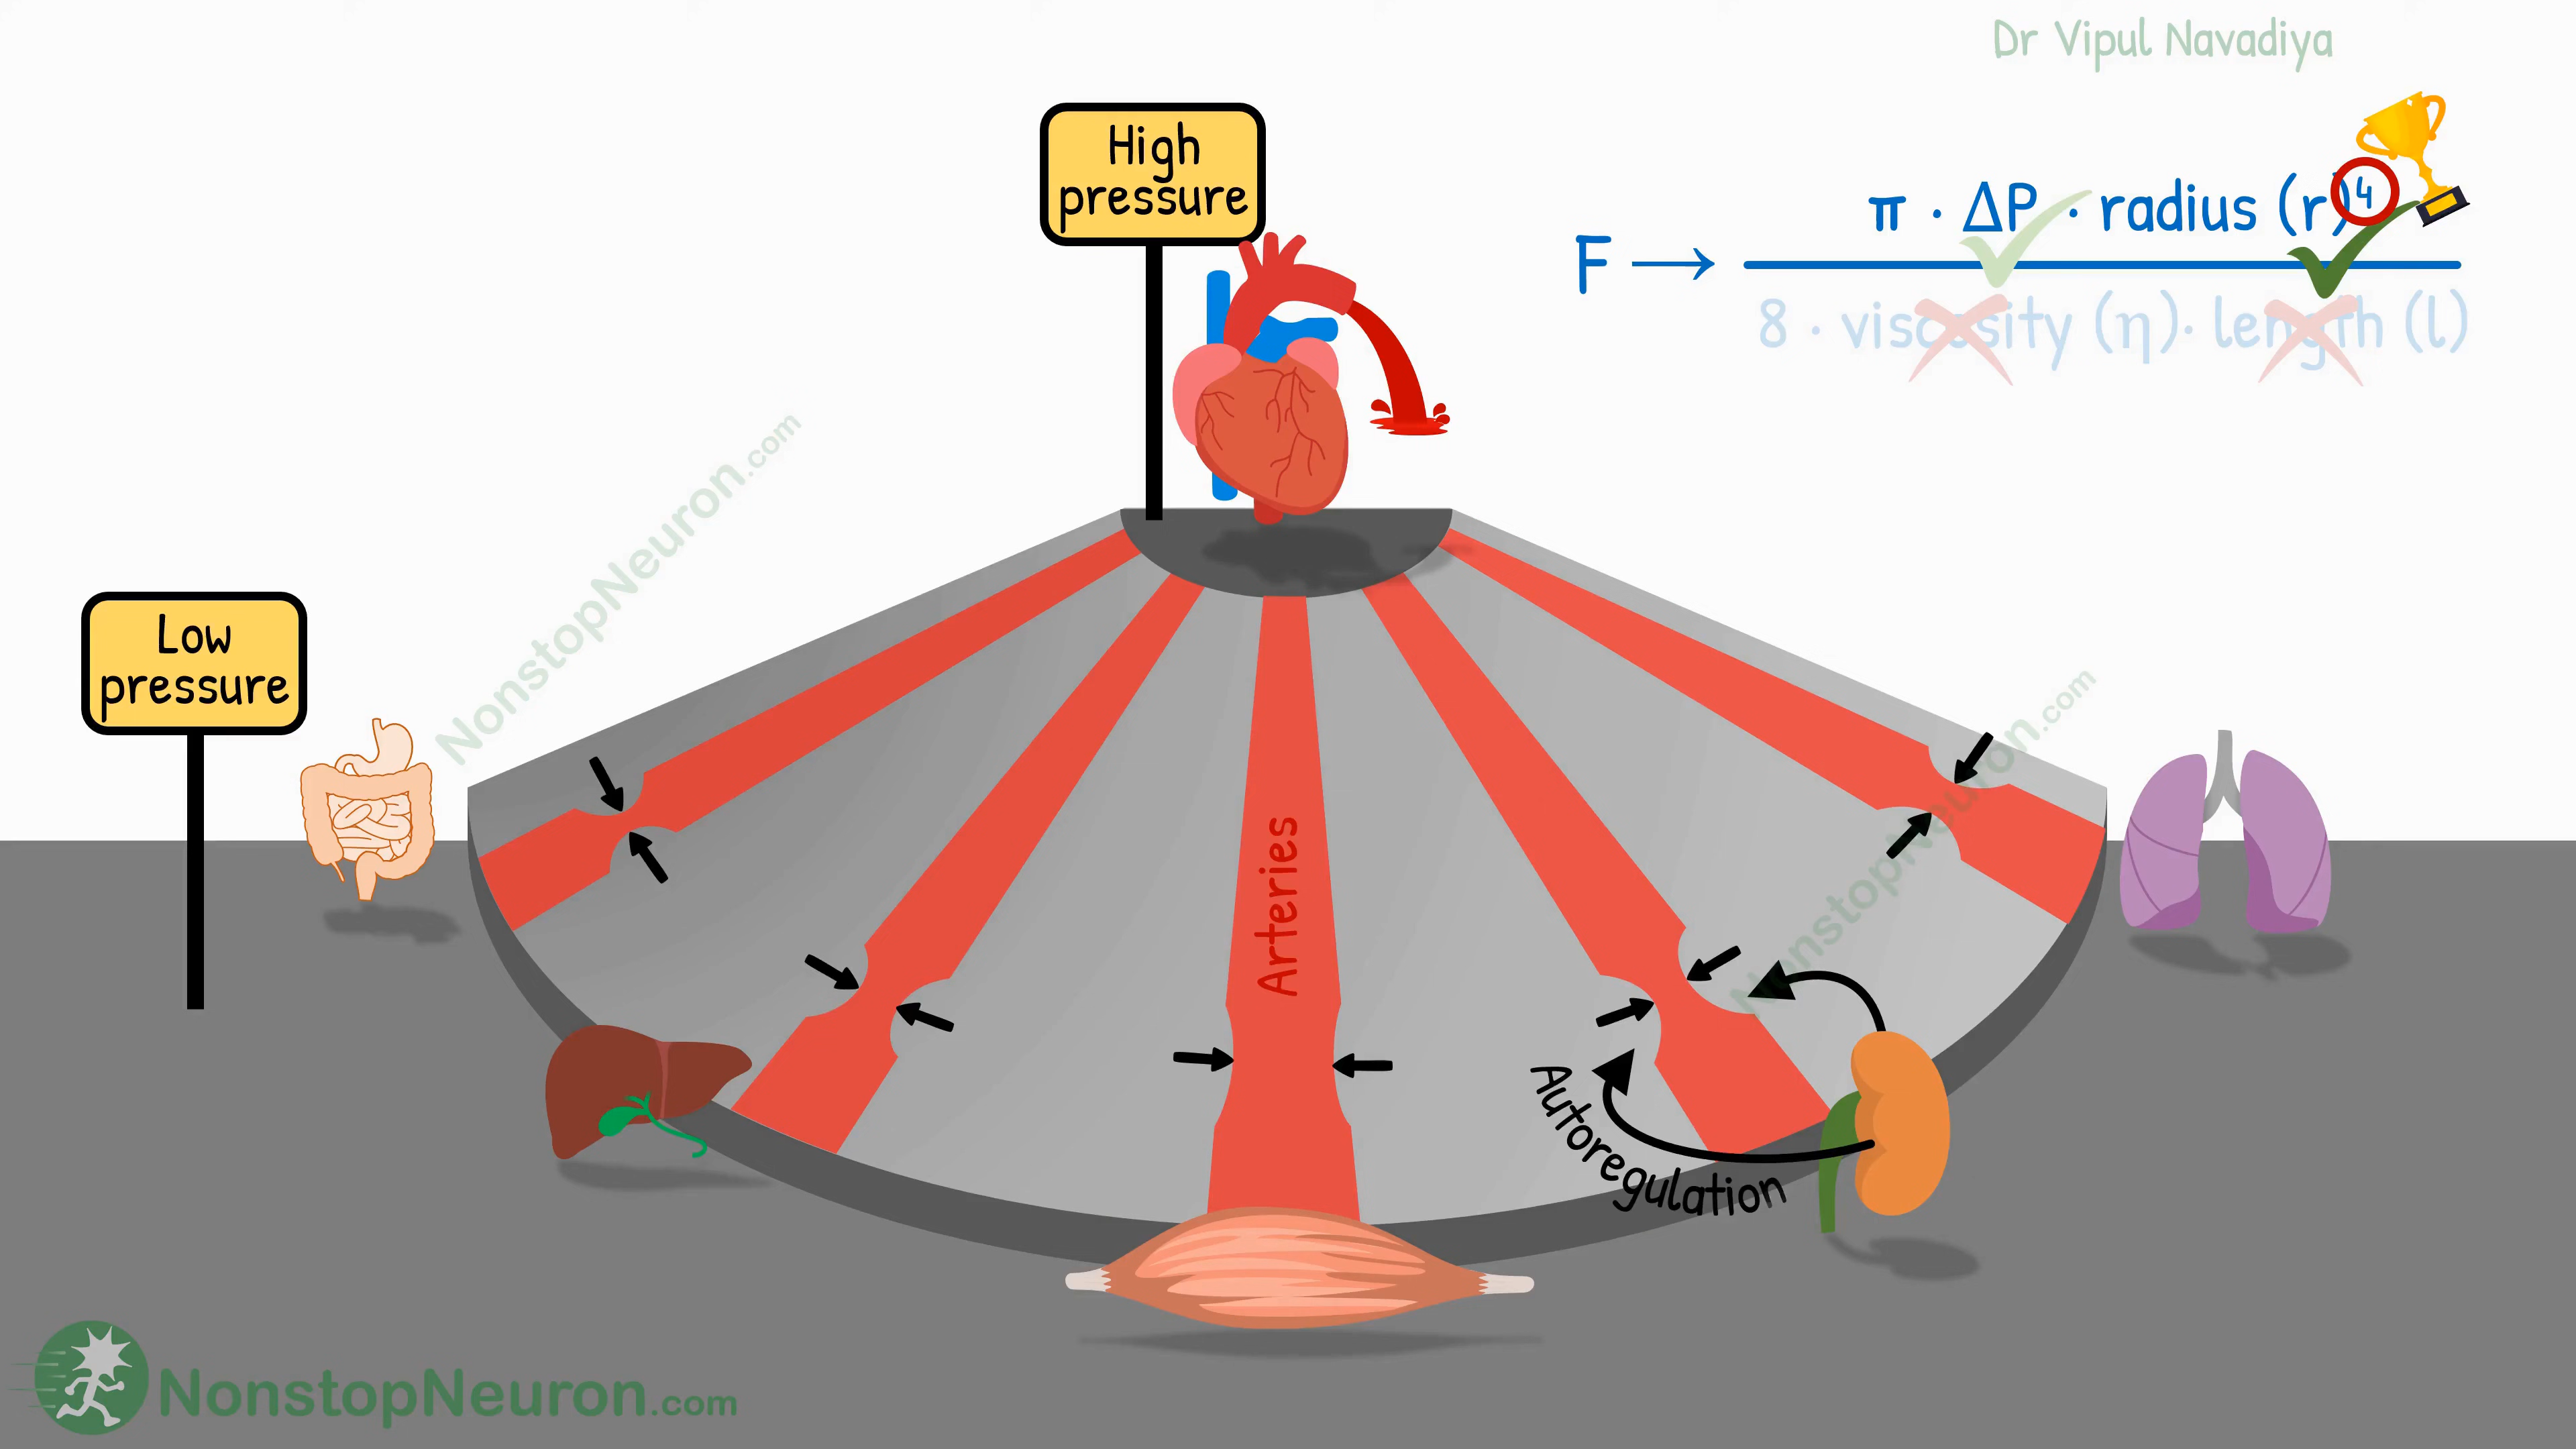 Dr Vipul Navadiya
High
pressure
π · ΔP · radius (r)⁴
F →
8 · viscosity (η) · length (l)
NonstopNeuron.com
Low
pressure
NonstopNeuron.com
Arteries
Autoregulation
NonstopNeuron.com